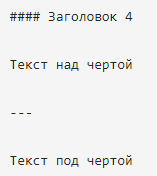 #### Заголовок 4
Текст над чертой
---
Текст под чертой